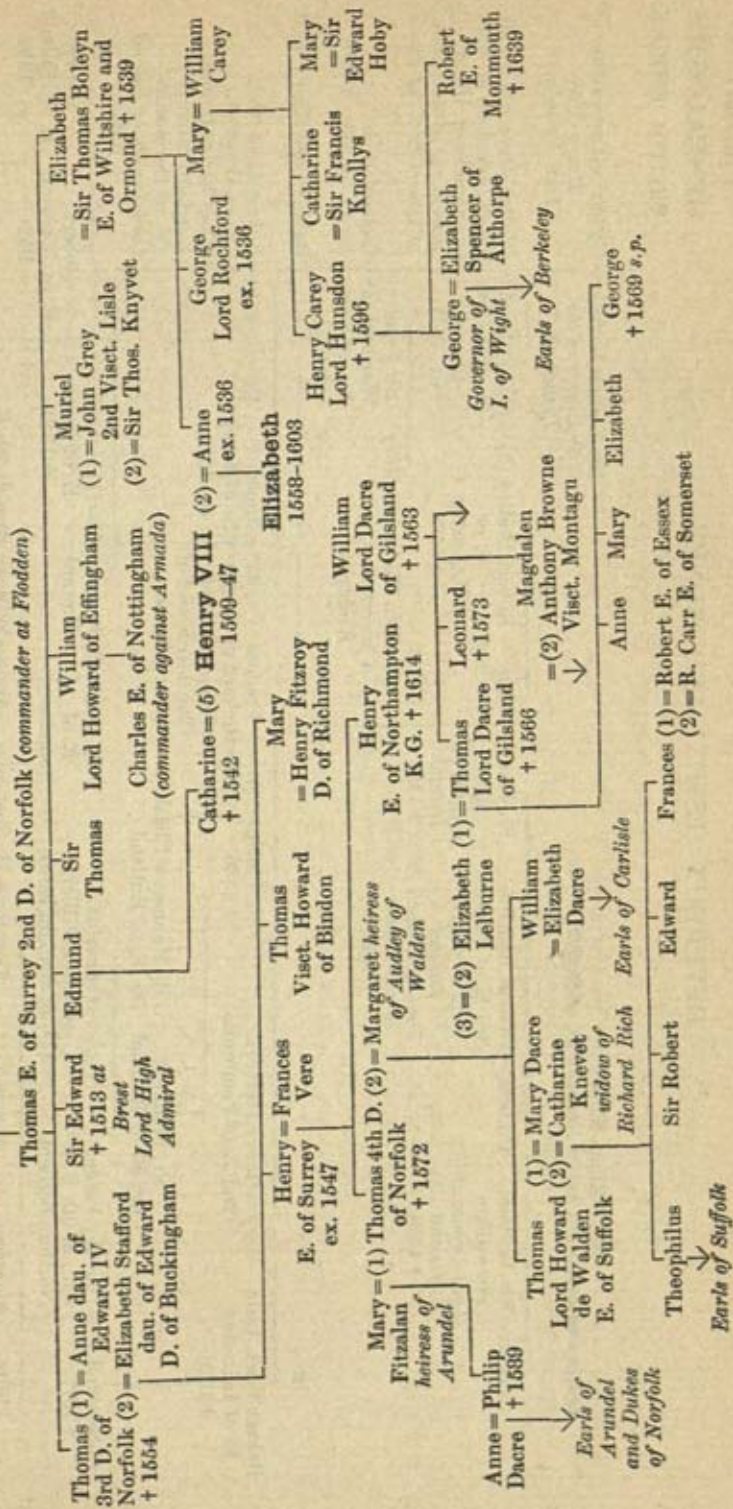 Thomas E. of Surrey 2nd D. of Norfolk (commander at Flodden)
Thomas (1) = Anne dau. of
3rd D. of Edward IV
Norfolk (2) = Elizabeth Stafford
† 1554 dau. of Edward
D. of Buckingham
Sir Edward
† 1513 at
Brest
Lord High
Admiral
Edmund
Sir
Thomas
William
Lord Howard of Effingham
Charles E. of Nottingham
(commander against Armada)
Muriel
(1) = John Grey
2nd Visct. Lisle
(2) = Sir Thos. Knyvet
Elizabeth
= Sir Thomas Boleyn
E. of Wiltshire and
Ormond † 1539
Catharine = (5) Henry VIII (2) = Anne
† 1542 1509–47 ex. 1536
George
Lord Rochford
ex. 1536
Mary = William
Carey
Elizabeth
1558–1603
Henry Carey
Lord Hunsdon
† 1596
Catharine
= Sir Francis
Knollys
Mary
= Sir
Edward
Hoby
Henry = Frances
E. of Surrey Vere
ex. 1547
Thomas
Visct. Howard
of Bindon
Mary
= Henry Fitzroy
D. of Richmond
George = Elizabeth
Governor of Spencer of
I. of Wight Althorpe
Earls of Berkeley
Robert
E. of
Monmouth
† 1639
Mary = (1) Thomas 4th D. (2) = Margaret heiress
Fitzalan of Norfolk of Audley of
heiress of † 1572 Walden
Arundel
Henry
E. of Northampton
K.G. † 1614
William
Lord Dacre
of Gilsland
† 1563
(3) = (2) Elizabeth (1) = Thomas
Lelburne Lord Dacre
of Gilsland
† 1566
Leonard
† 1573
Magdalen
= (2) Anthony Browne
Visct. Montagu
Anne = Philip
Dacre † 1589
Earls of
Arundel
and Dukes
of Norfolk
Thomas (1) = Mary Dacre
Lord Howard (2) = Catharine
de Walden Knevet
E. of Suffolk widow of
Richard Rich
William
= Elizabeth
Dacre
Earls of Carlisle
Anne Mary Elizabeth George
† 1569 s.p.
Theophilus Sir Robert Edward Frances (1) = Robert E. of Essex
(2) = R. Carr E. of Somerset
Earls of Suffolk